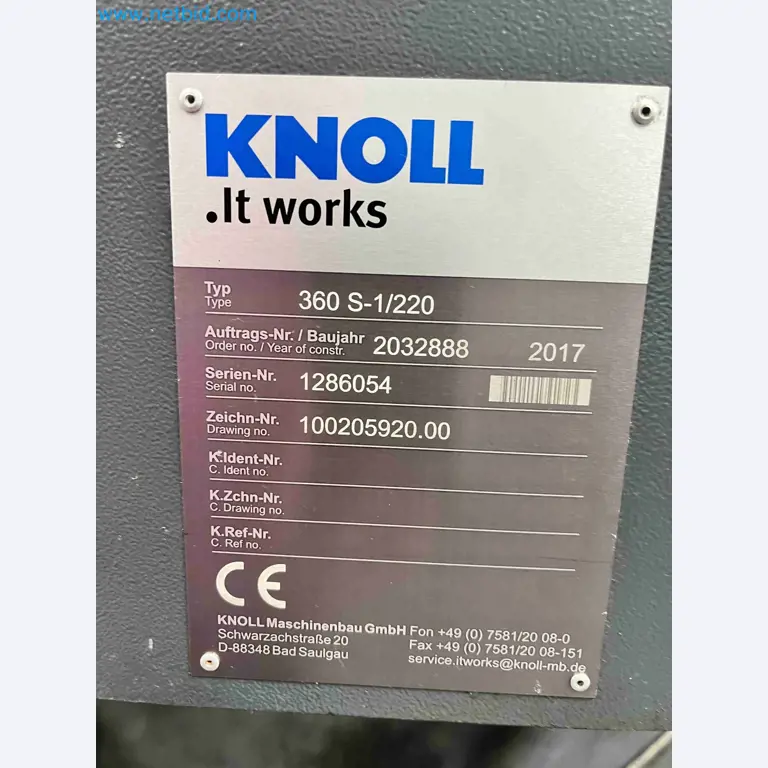 www.netbid.com
KNOLL
.It works
Typ
Type
360 S-1/220
Auftrags-Nr. / Baujahr
Order no. / Year of constr.
2032888 2017
Serien-Nr.
Serial no.
1286054
Zeichn-Nr.
Drawing no.
100205920.00
K.Ident-Nr.
C. Ident no.
K.Zchn-Nr.
C. Drawing no.
K.Ref-Nr.
C. Ref no.
CE
KNOLL Maschinenbau GmbH Fon +49 (0) 7581/20 08-0
Schwarzachstraße 20 Fax +49 (0) 7581/20 08-151
D-88348 Bad Saulgau service.itworks@knoll-mb.de